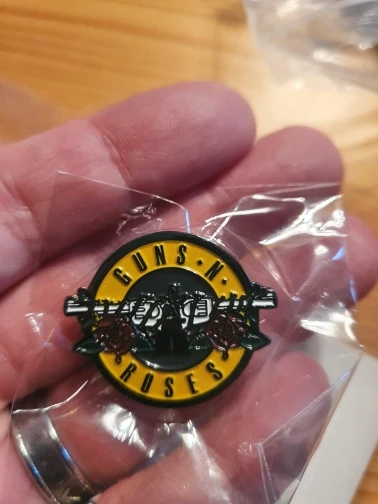 GUNS · N ·
ROSES